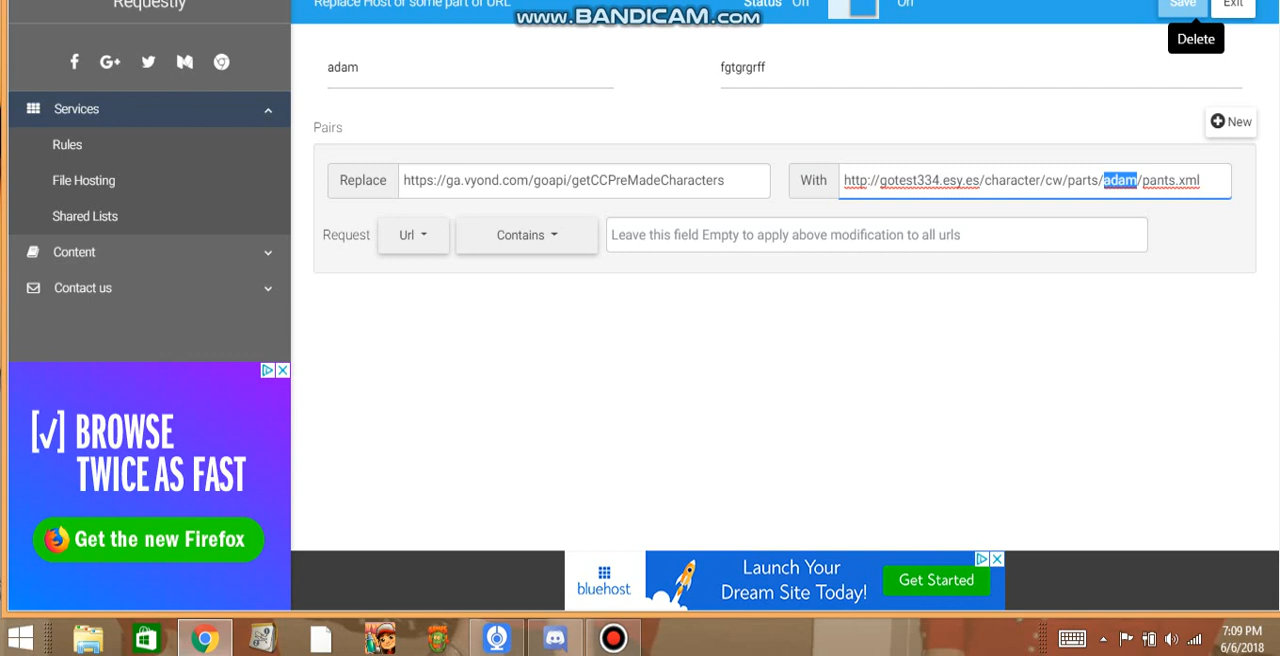 Requestly
Replace Host or some part of URL
Status Off On
Save
Exit
www.BANDICAM.com
Delete
adam
fgtgrgrff
Services
Rules
File Hosting
Shared Lists
Content
Contact us
Pairs
New
Replace https://ga.vyond.com/goapi/getCCPreMadeCharacters With http://gotest334.esy.es/character/cw/parts/adam/pants.xml
Request Url Contains Leave this field Empty to apply above modification to all urls
[√] BROWSE
TWICE AS FAST
Get the new Firefox
bluehost
Launch Your
Dream Site Today!
Get Started
7:09 PM
6/6/2018